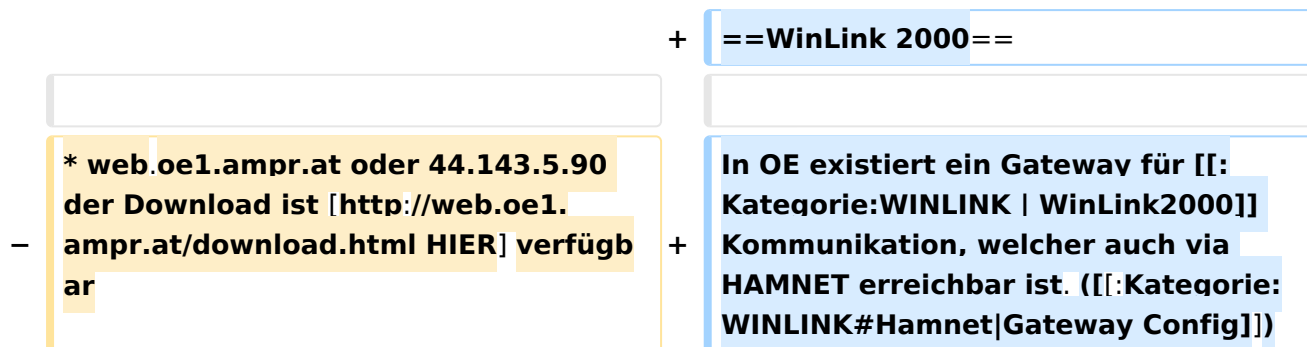 + ==WinLink 2000==
* web.oe1.ampr.at oder 44.143.5.90
der Download ist [http://web.oe1.
– ampr.at/download.html HIER] verfügb
ar
In OE existiert ein Gateway für [[:
Kategorie:WINLINK | WinLink2000]]
+ Kommunikation, welcher auch via
HAMNET erreichbar ist. ([[:Kategorie:
WINLINK#Hamnet|Gateway Config]])